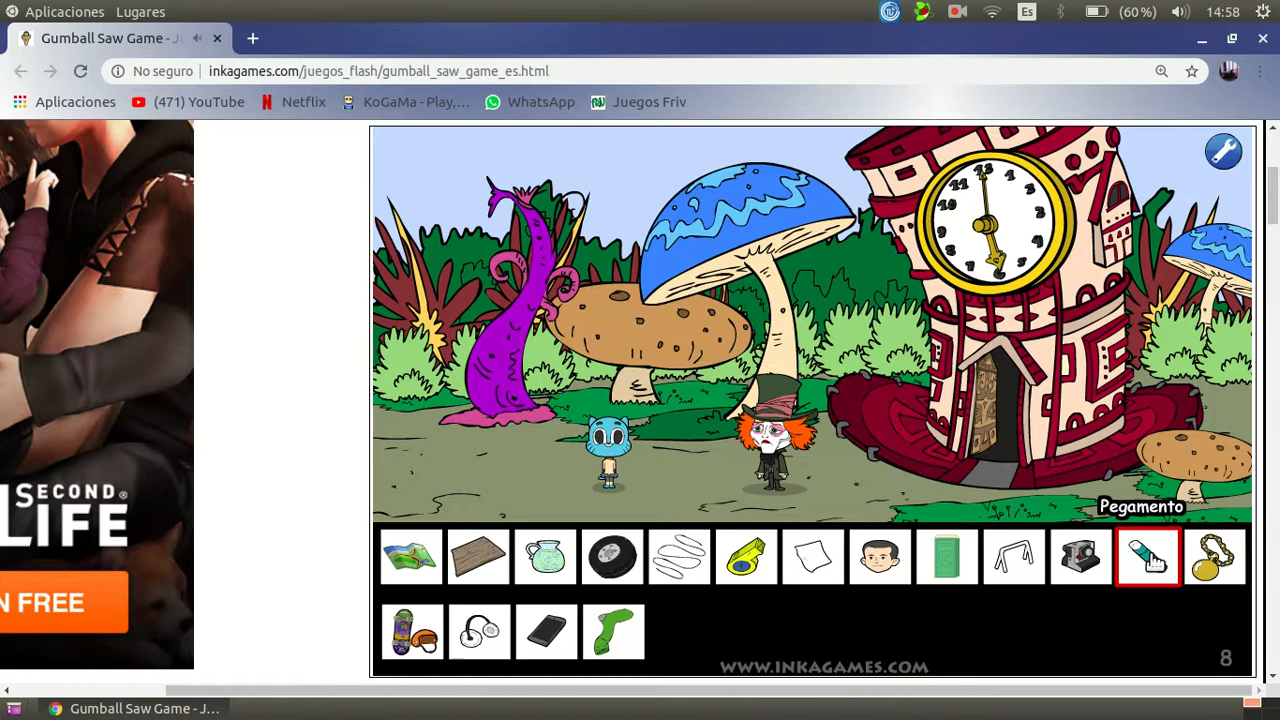 Aplicaciones Lugares Es (60%) 14:58
Gumball Saw Game - J
No seguro inkagames.com/juegos_flash/gumball_saw_game_es.html
Aplicaciones (471) YouTube Netflix KoGaMa - Play,... WhatsApp Juegos Friv
SECOND®
LIFE
N FREE
Pegamento
WWW.INKAGAMES.COM
8
Gumball Saw Game - J...